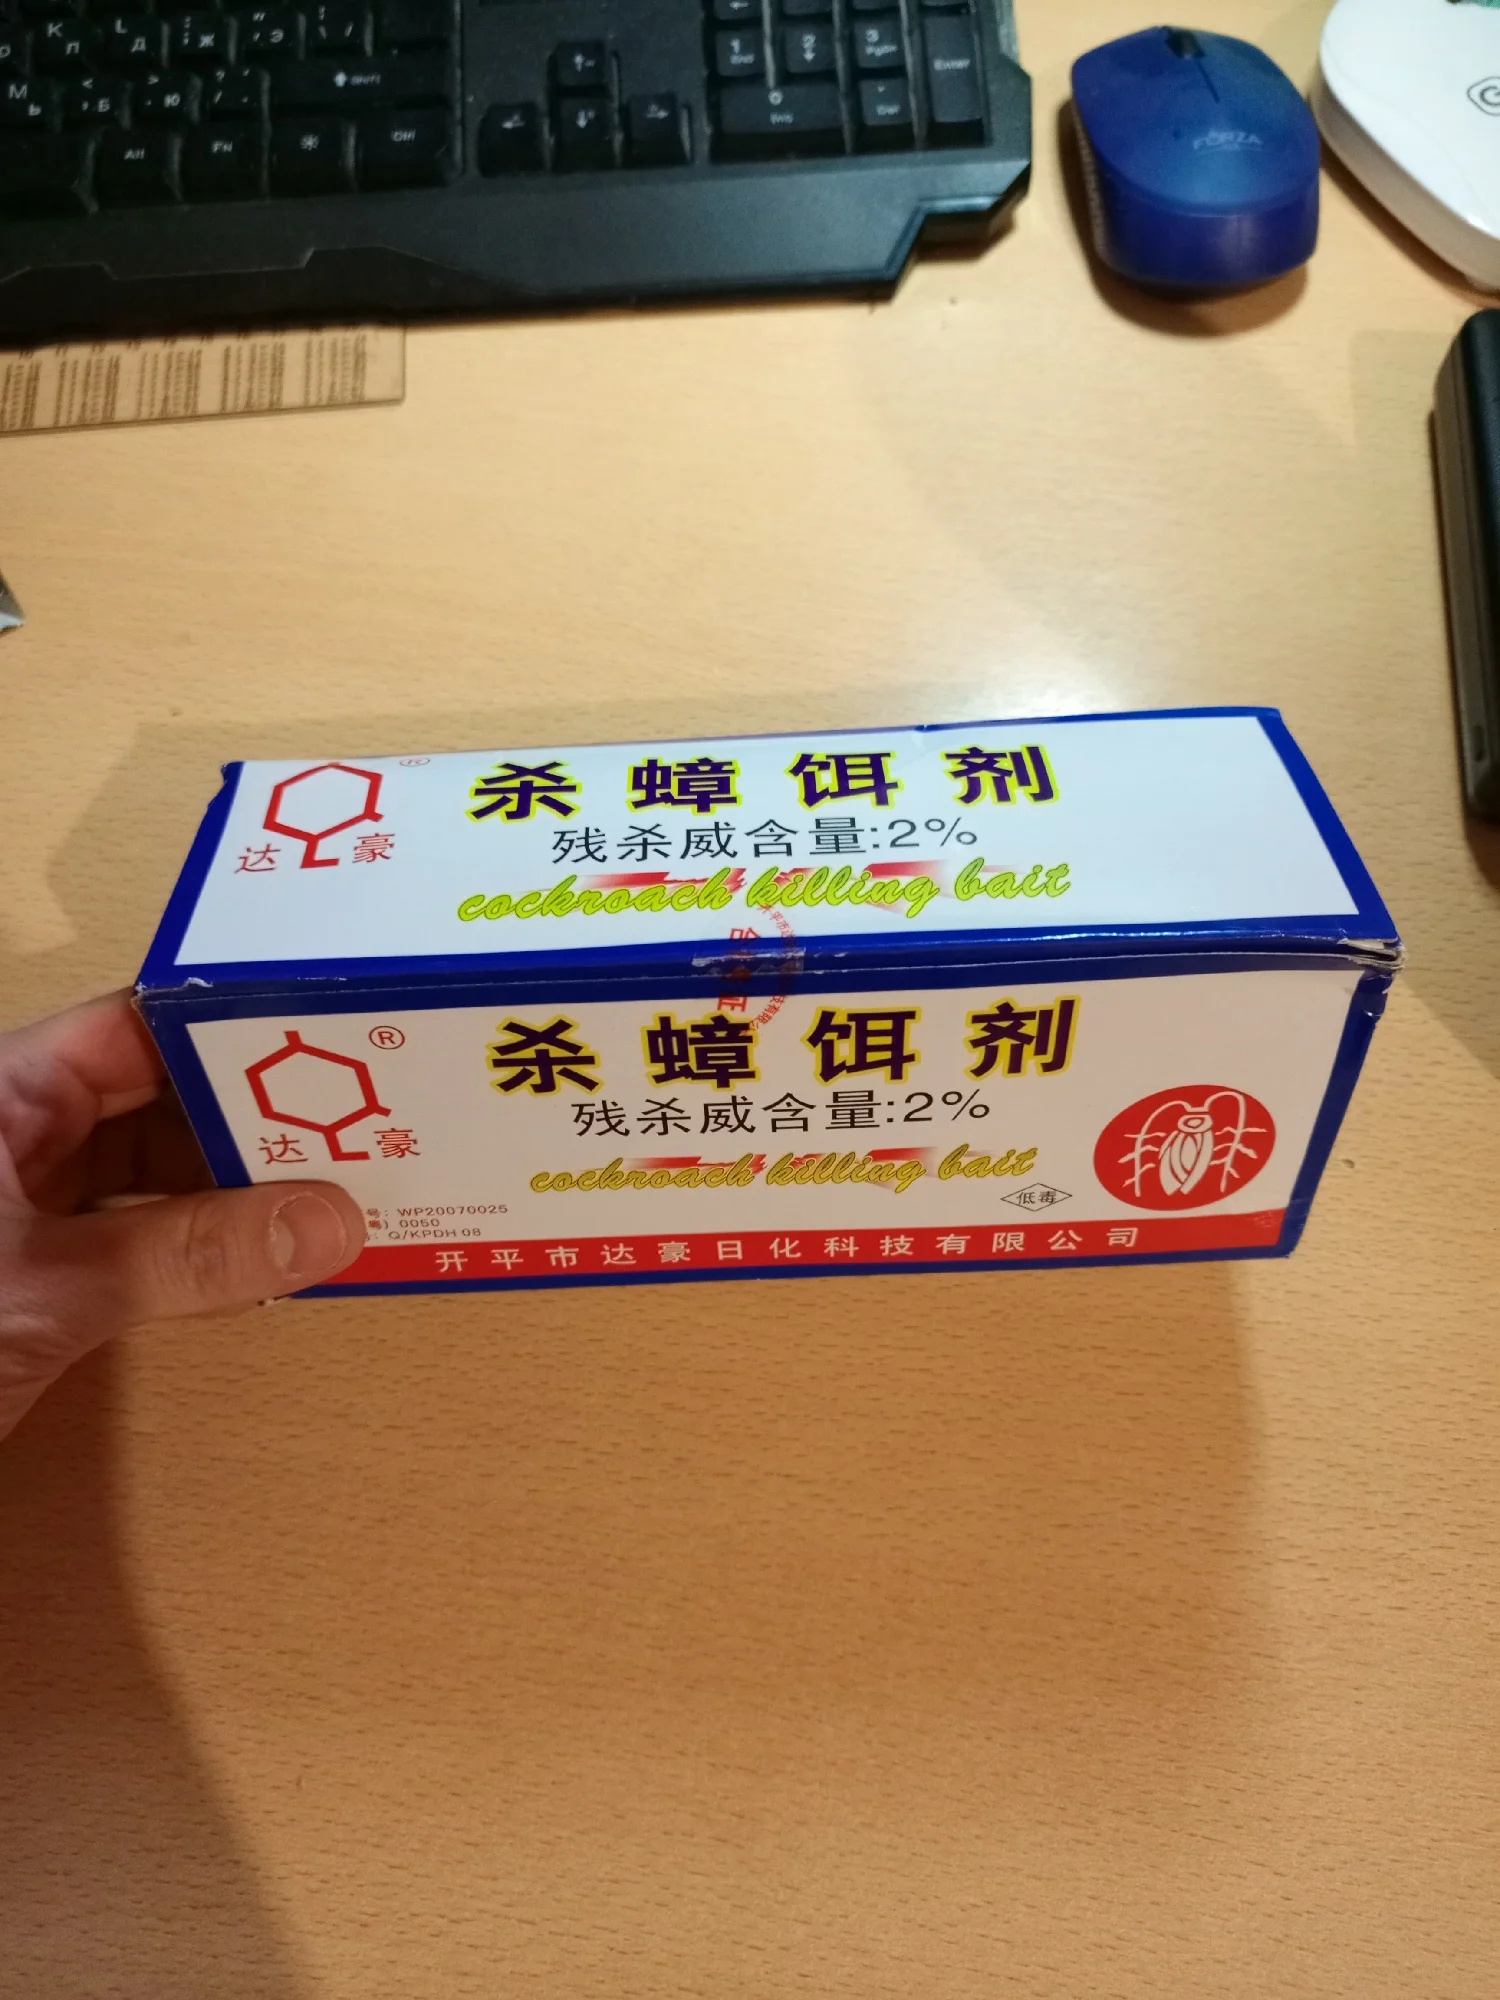 FORZA
®
达 豪
杀蟑饵剂
残杀威含量:2%
cockroach killing bait
®
达 豪
杀蟑饵剂
残杀威含量:2%
cockroach killing bait
低毒
号: WP20070025
0050
Q/KPDH 08
开平市达豪日化科技有限公司